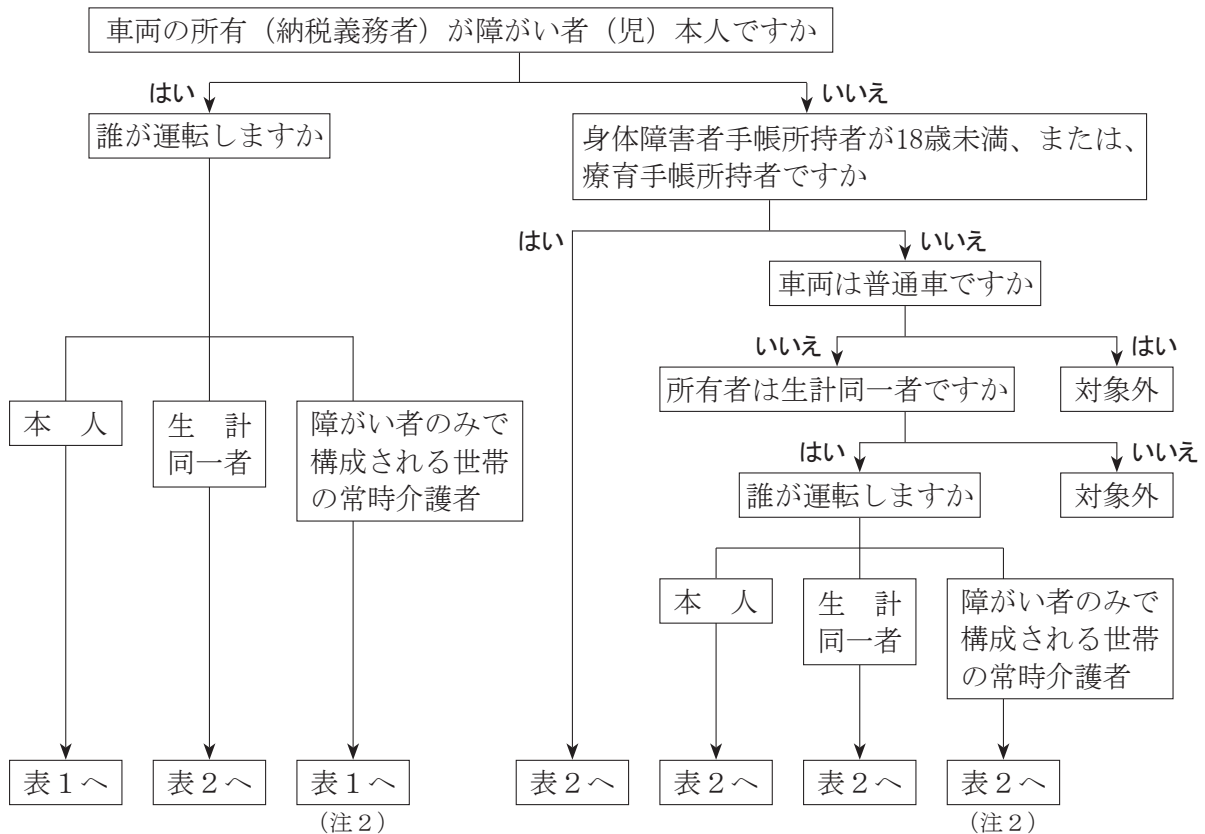 車両の所有（納税義務者）が障がい者（児）本人ですか
はい
いいえ
誰が運転しますか
身体障害者手帳所持者が18歳未満、または、
療育手帳所持者ですか
はい
いいえ
車両は普通車ですか
いいえ
はい
所有者は生計同一者ですか
対象外
本　人
生　計
同一者
障がい者のみで
構成される世帯
の常時介護者
はい
いいえ
誰が運転しますか
対象外
本　人
生　計
同一者
障がい者のみで
構成される世帯
の常時介護者
表１へ
表２へ
表１へ
（注２）
表２へ
表２へ
表２へ
表２へ
（注２）